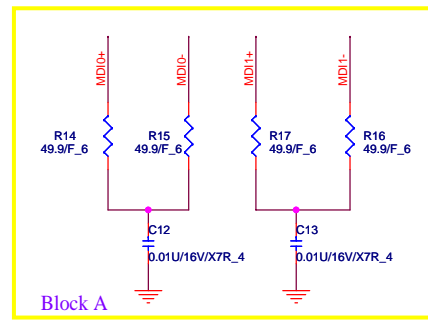 MDI0+
MDI0-
MDI1+
MDI1-
R14
49.9/F_6
R15
49.9/F_6
R17
49.9/F_6
R16
49.9/F_6
C12
0.01U/16V/X7R_4
C13
0.01U/16V/X7R_4
Block A